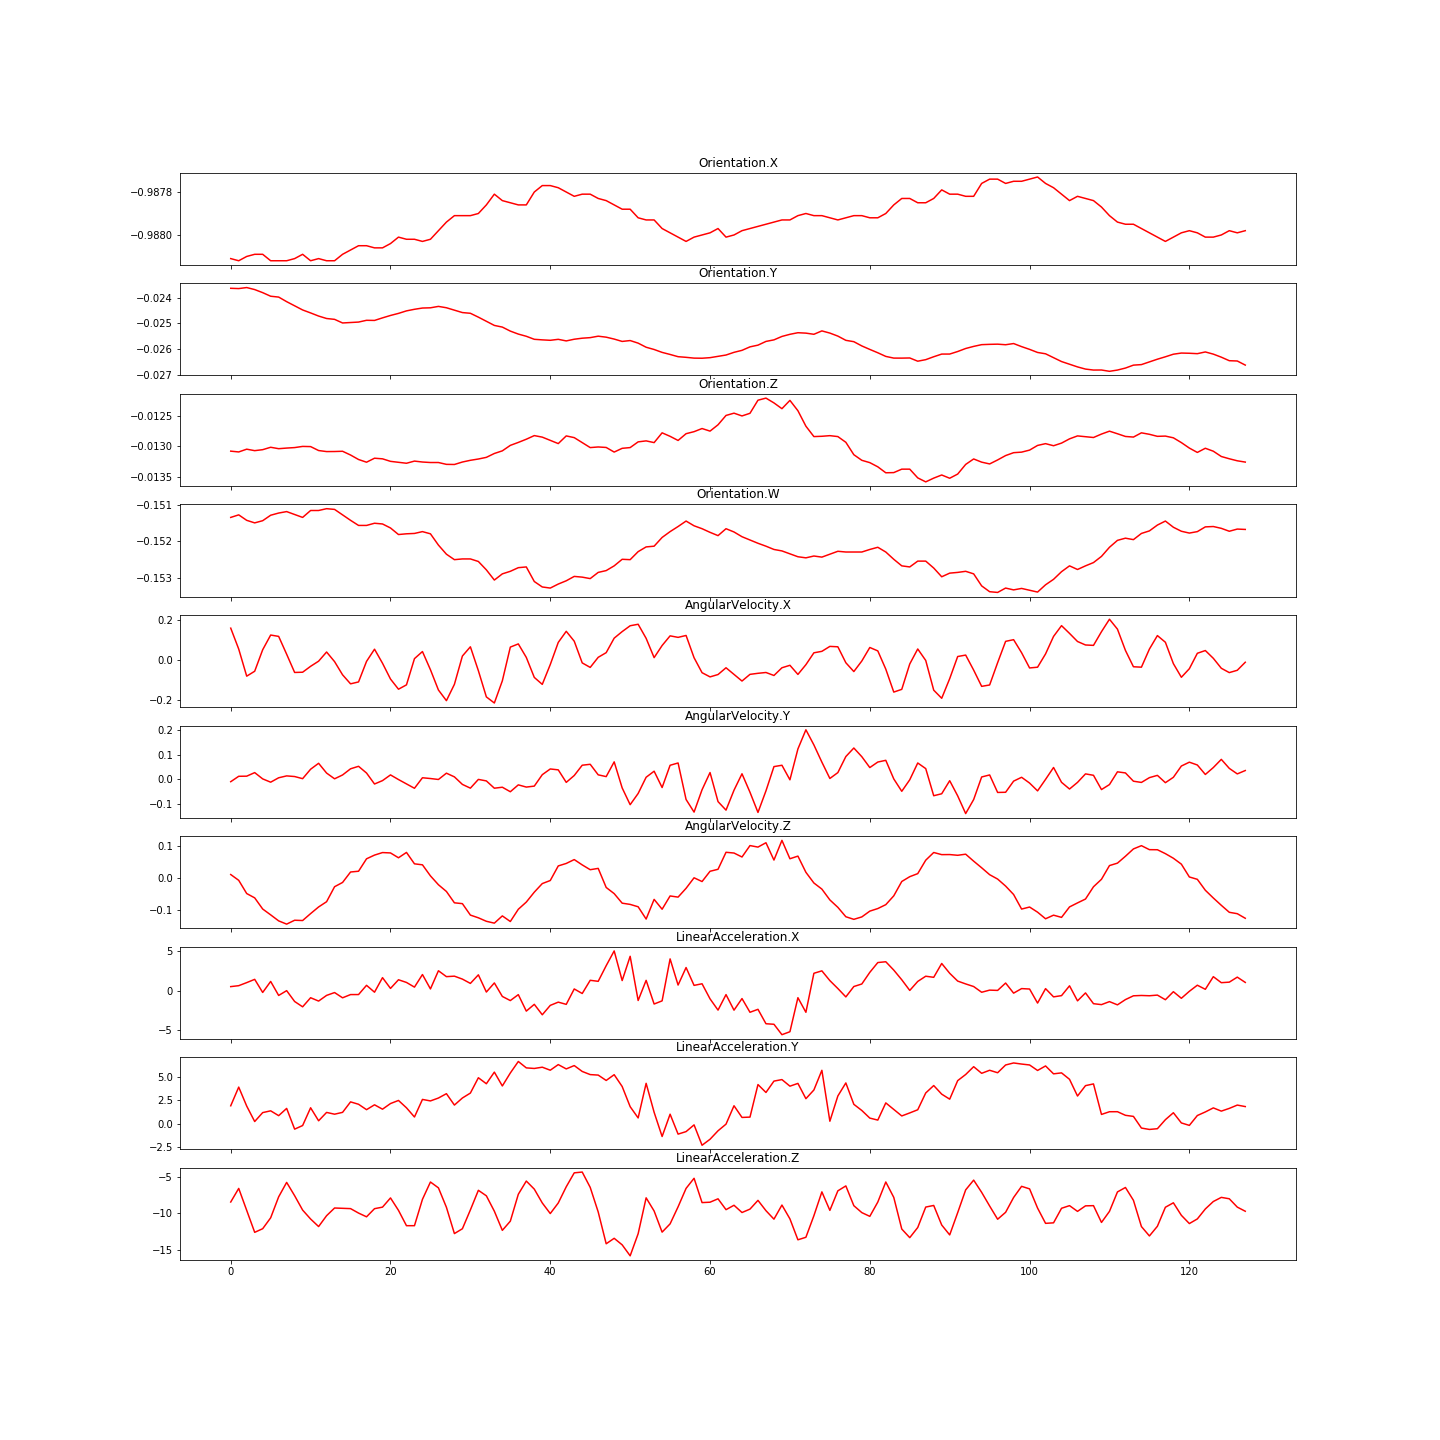 Orientation.X
−0.9878
−0.9880
Orientation.Y
−0.024
−0.025
−0.026
−0.027
Orientation.Z
−0.0125
−0.0130
−0.0135
Orientation.W
−0.151
−0.152
−0.153
AngularVelocity.X
0.2
0.0
−0.2
AngularVelocity.Y
0.2
0.1
0.0
−0.1
AngularVelocity.Z
0.1
0.0
−0.1
LinearAcceleration.X
5
0
−5
LinearAcceleration.Y
5.0
2.5
0.0
−2.5
LinearAcceleration.Z
−5
−10
−15
0 20 40 60 80 100 120